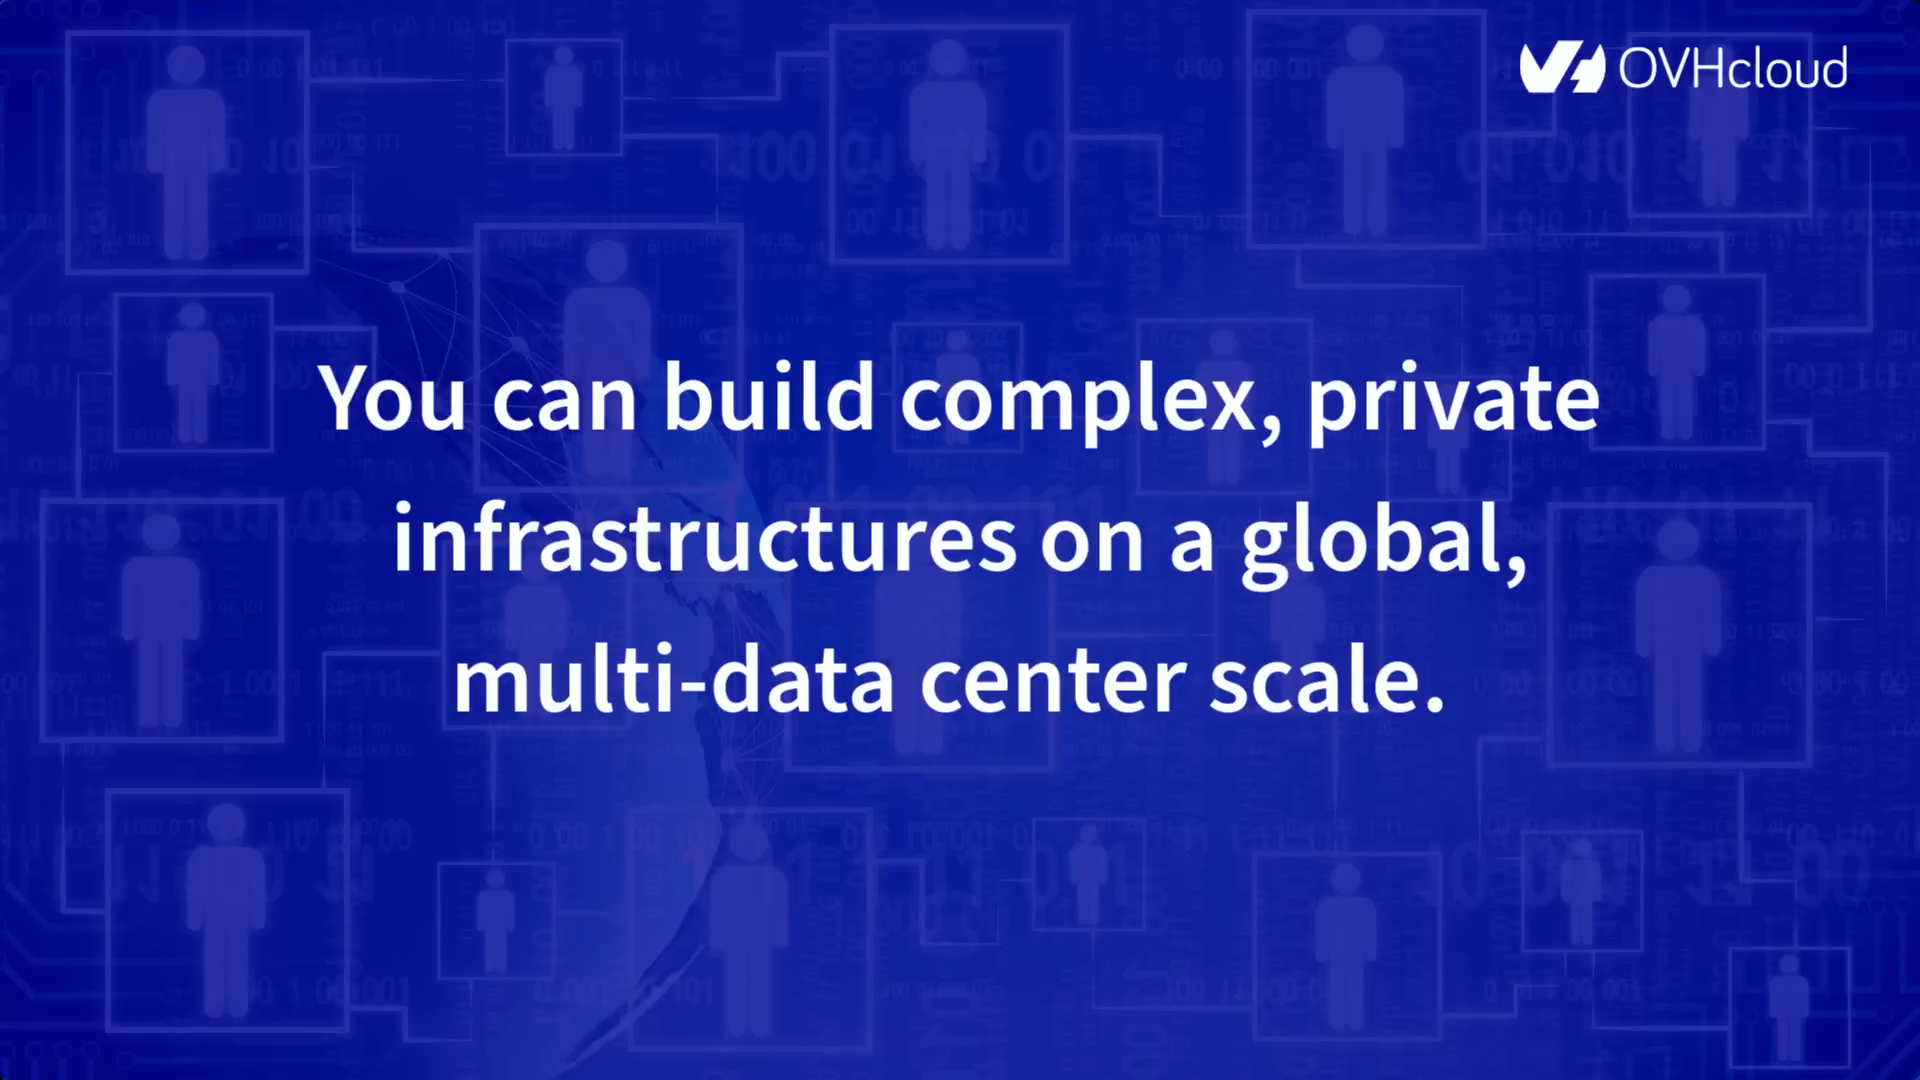 OVHcloud
You can build complex, private
infrastructures on a global,
multi-data center scale.